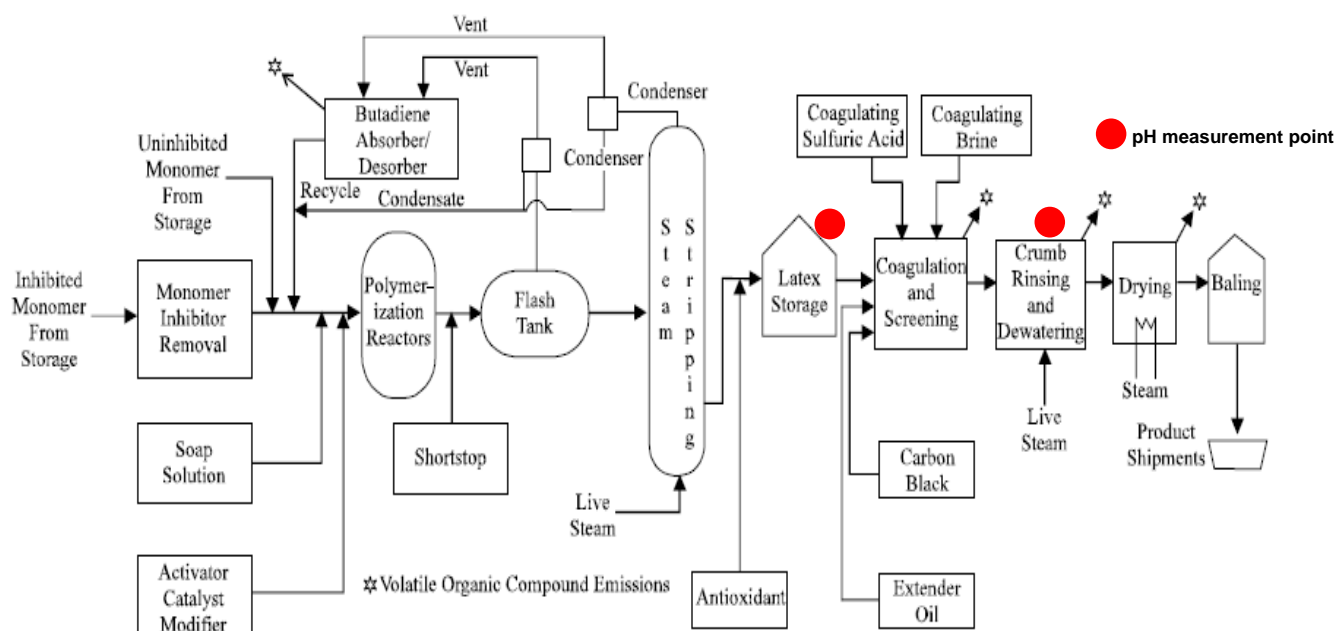 Vent
Vent
Condenser
Butadiene
Absorber/
Desorber
Condenser
Coagulating
Sulfuric Acid
Coagulating
Brine
pH measurement point
Uninhibited
Monomer
From
Storage
Recycle
Condensate
Inhibited
Monomer
From
Storage
Monomer
Inhibitor
Removal
Polymer-
ization
Reactors
Flash
Tank
Steam
Stripping
Latex
Storage
Coagulation
and
Screening
Crumb
Rinsing
and
Dewatering
Drying
Baling
Steam
Live
Steam
Product
Shipments
Soap
Solution
Shortstop
Live
Steam
Carbon
Black
Activator
Catalyst
Modifier
Volatile Organic Compound Emissions
Antioxidant
Extender
Oil